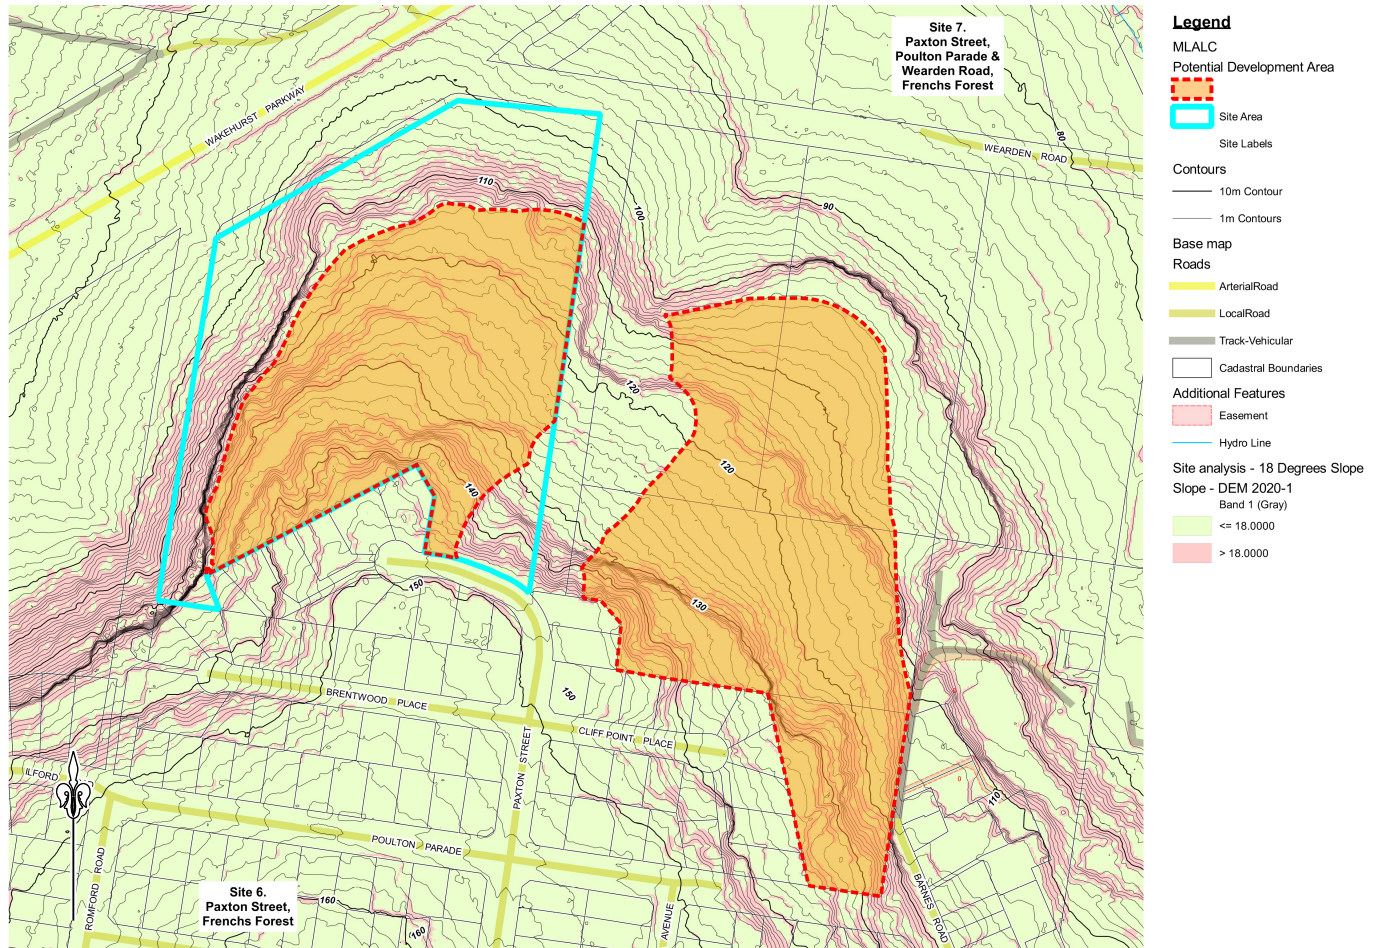 Site 7.
Paxton Street,
Poulton Parade &
Wearden Road,
Frenchs Forest
WAKEHURST PARKWAY
WEARDEN ROAD
80
90
100
110
120
120
130
140
150
150
110
160
160
BRENTWOOD PLACE
CLIFF POINT PLACE
PAXTON STREET
ILFORD
ROMFORD ROAD
POULTON PARADE
AVENUE
BARNES ROAD
Site 6.
Paxton Street,
Frenchs Forest
Legend
MLALC
Potential Development Area
Site Area
Site Labels
Contours
10m Contour
1m Contours
Base map
Roads
ArterialRoad
LocalRoad
Track-Vehicular
Cadastral Boundaries
Additional Features
Easement
Hydro Line
Site analysis - 18 Degrees Slope
Slope - DEM 2020-1
Band 1 (Gray)
<= 18.0000
> 18.0000